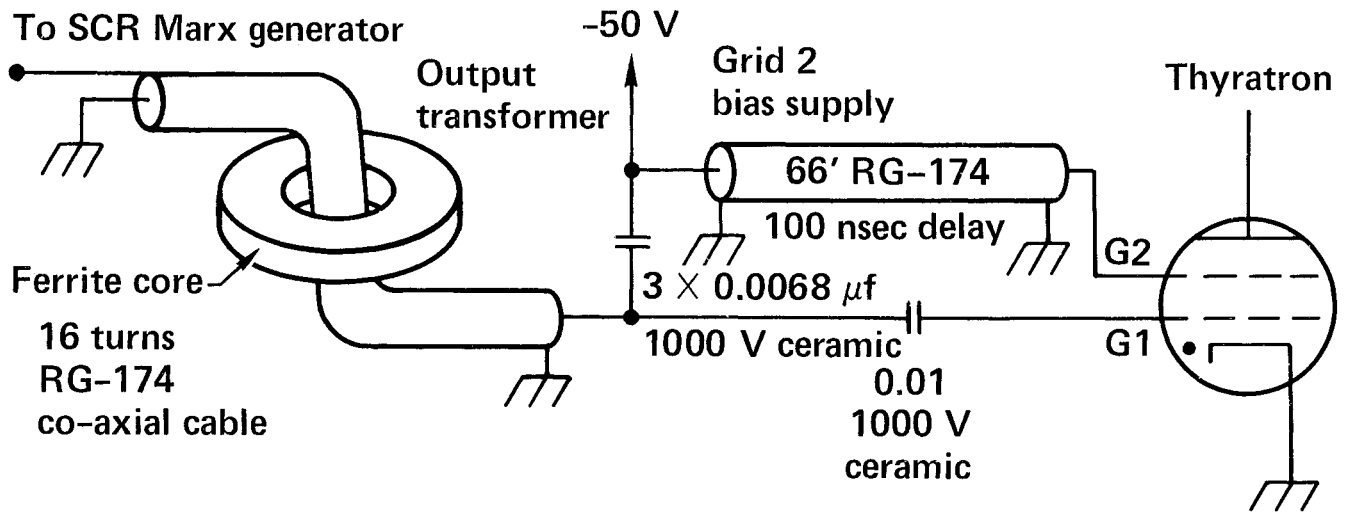 To SCR Marx generator
Output
transformer
Ferrite core
16 turns
RG-174
co-axial cable
-50 V
Grid 2
bias supply
66' RG-174
100 nsec delay
3 X 0.0068 μf
1000 V ceramic
0.01
1000 V
ceramic
Thyratron
G2
G1